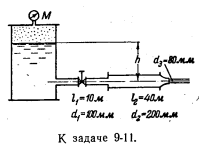 М
h
d₃=80мм
l₁=10м
l₂=40м
d₁=100мм
d₂=200мм
К задаче 9-11.